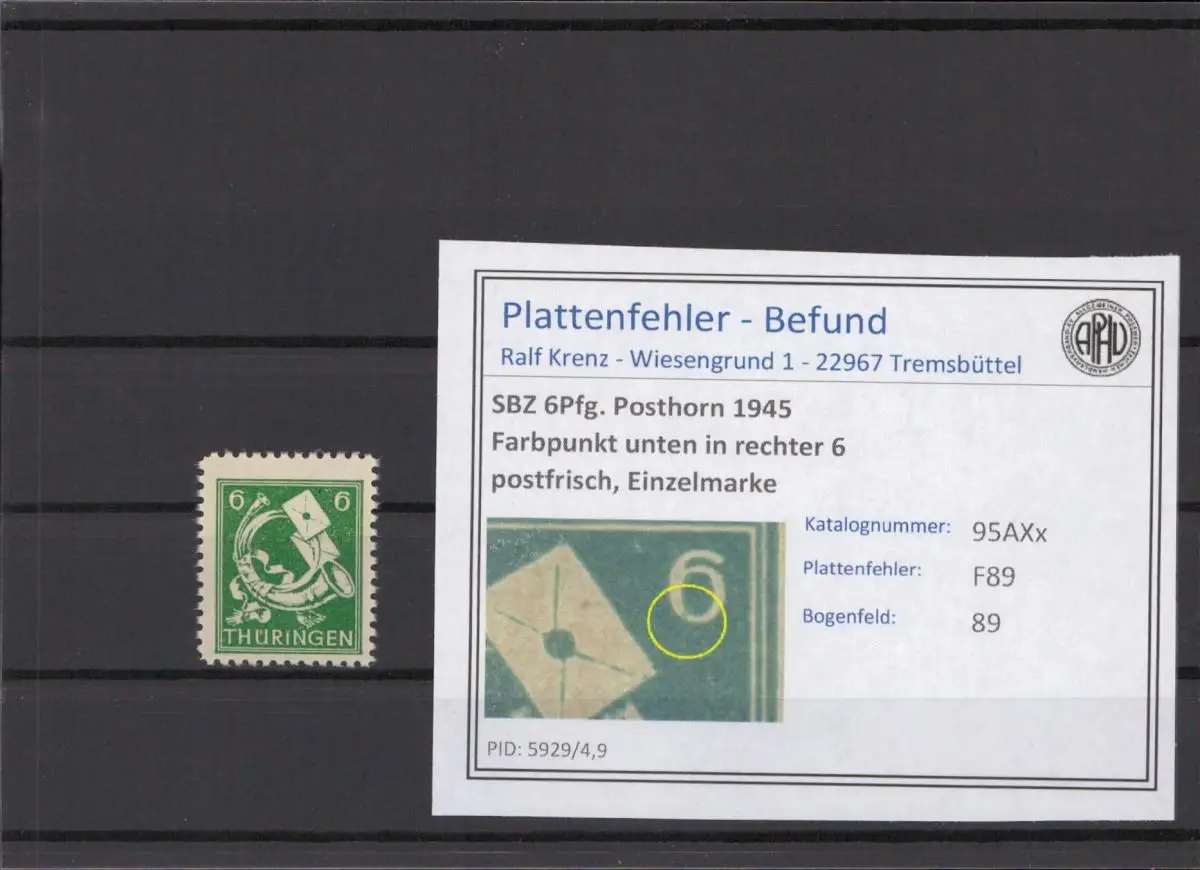 6 6
THÜRINGEN
Plattenfehler - Befund
Ralf Krenz - Wiesengrund 1 - 22967 Tremsbüttel
APHV
SBZ 6Pfg. Posthorn 1945
Farbpunkt unten in rechter 6
postfrisch, Einzelmarke
6
Katalognummer: 95AXx
Plattenfehler: F89
Bogenfeld: 89
PID: 5929/4,9